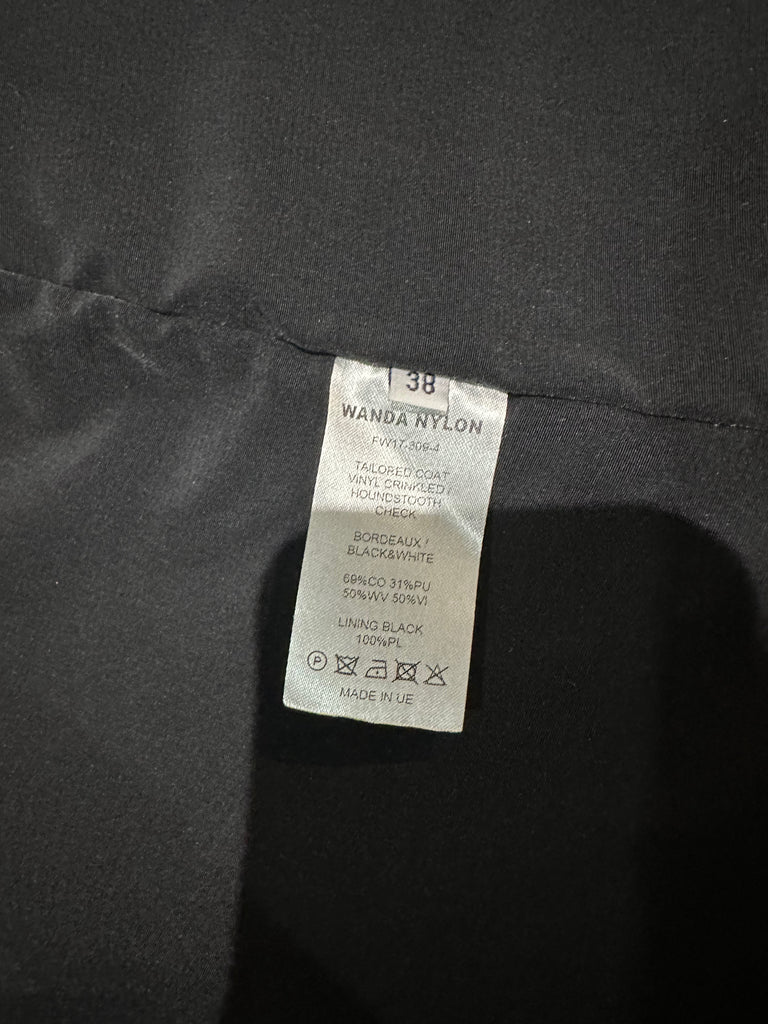 38
WANDA NYLON
FW17-309-4
TAILORED COAT
VINYL CRINKLED /
HOUNDSTOOTH
CHECK
BORDEAUX /
BLACK&WHITE
69%CO 31%PU
50%WV 50%VI
LINING BLACK
100%PL
P
MADE IN UE